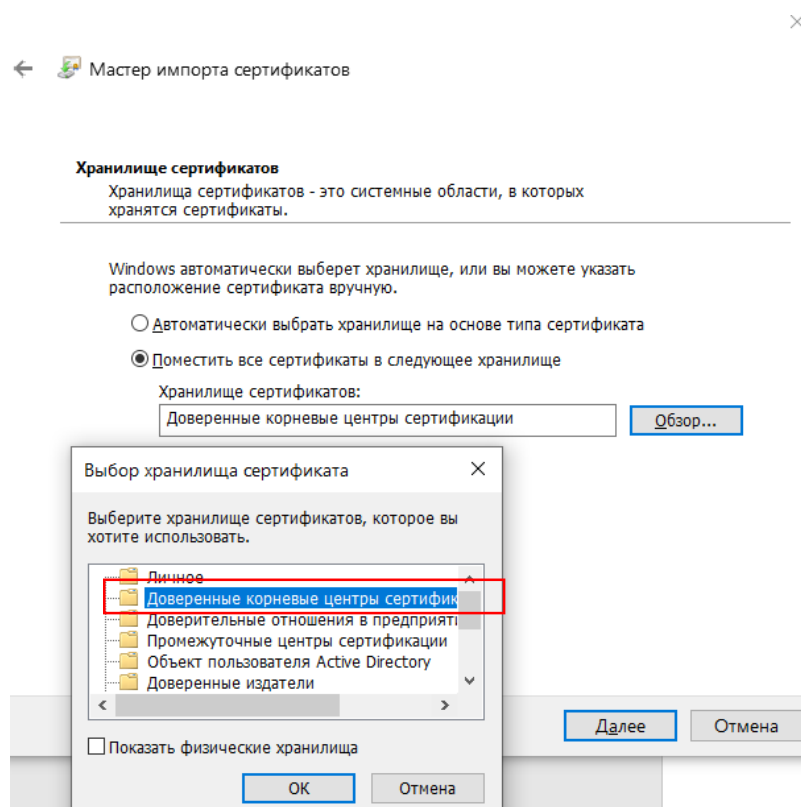 Мастер импорта сертификатов
Хранилище сертификатов
Хранилища сертификатов - это системные области, в которых
хранятся сертификаты.
Windows автоматически выберет хранилище, или вы можете указать
расположение сертификата вручную.
Автоматически выбрать хранилище на основе типа сертификата
Поместить все сертификаты в следующее хранилище
Хранилище сертификатов:
Доверенные корневые центры сертификации
Обзор...
Выбор хранилища сертификата
Выберите хранилище сертификатов, которое вы
хотите использовать.
Личное
Доверенные корневые центры сертифик
Доверительные отношения в предприяти
Промежуточные центры сертификации
Объект пользователя Active Directory
Доверенные издатели
Показать физические хранилища
ОК
Отмена
Далее
Отмена